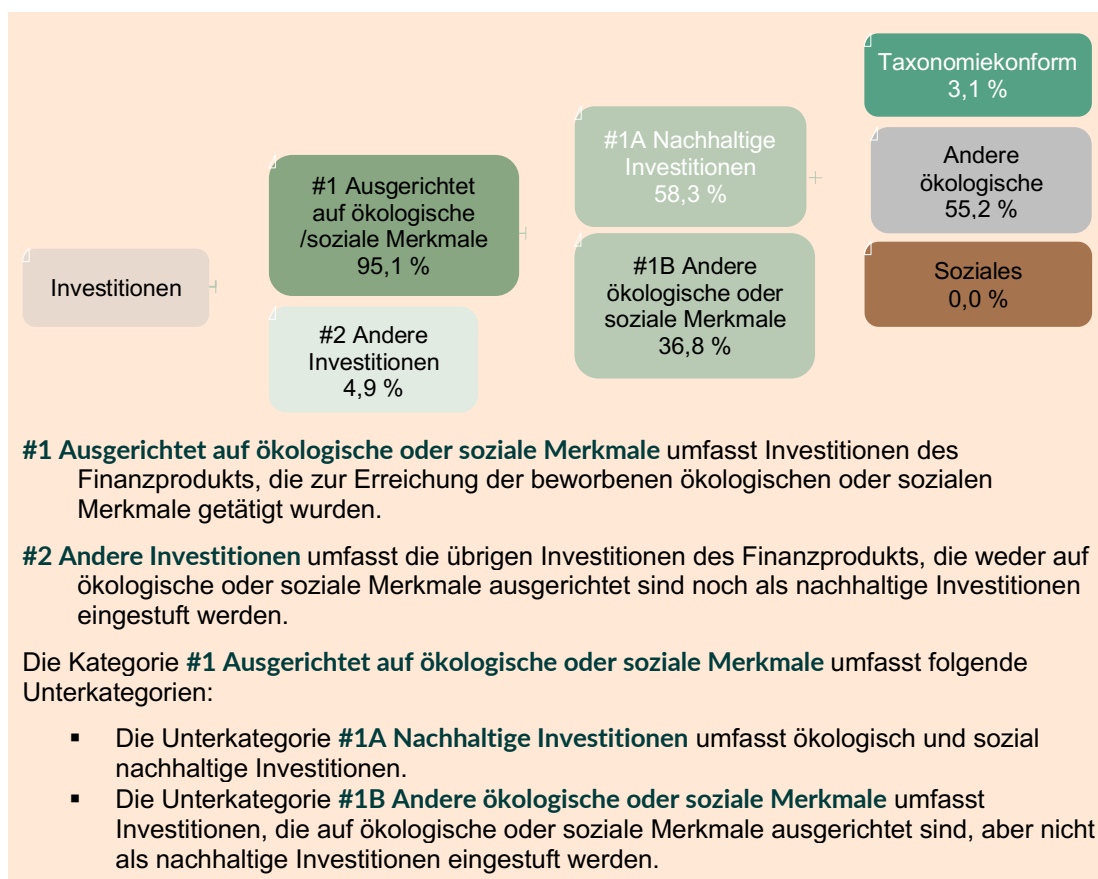 Investitionen
#1 Ausgerichtet
auf ökologische
/soziale Merkmale
95,1 %
#2 Andere
Investitionen
4,9 %
#1A Nachhaltige
Investitionen
58,3 %
#1B Andere
ökologische oder
soziale Merkmale
36,8 %
Taxonomiekonform
3,1 %
Andere
ökologische
55,2 %
Soziales
0,0 %
#1 Ausgerichtet auf ökologische oder soziale Merkmale umfasst Investitionen des
Finanzprodukts, die zur Erreichung der beworbenen ökologischen oder sozialen
Merkmale getätigt wurden.
#2 Andere Investitionen umfasst die übrigen Investitionen des Finanzprodukts, die weder auf
ökologische oder soziale Merkmale ausgerichtet sind noch als nachhaltige Investitionen
eingestuft werden.
Die Kategorie #1 Ausgerichtet auf ökologische oder soziale Merkmale umfasst folgende
Unterkategorien:
▪ Die Unterkategorie #1A Nachhaltige Investitionen umfasst ökologisch und sozial
nachhaltige Investitionen.
▪ Die Unterkategorie #1B Andere ökologische oder soziale Merkmale umfasst
Investitionen, die auf ökologische oder soziale Merkmale ausgerichtet sind, aber nicht
als nachhaltige Investitionen eingestuft werden.